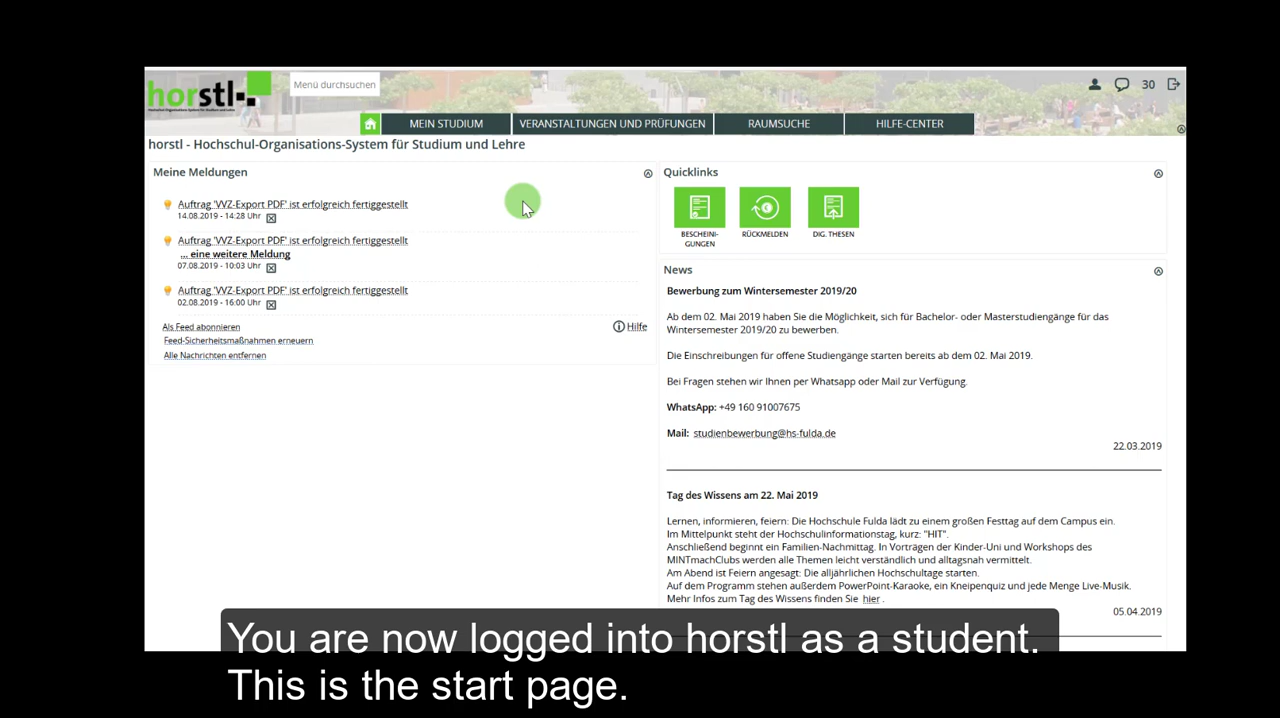 horstl
Menü durchsuchen
30
MEIN STUDIUM
VERANSTALTUNGEN UND PRÜFUNGEN
RAUMSUCHE
HILFE-CENTER
horstl - Hochschul-Organisations-System für Studium und Lehre
Meine Meldungen
Auftrag 'VVZ-Export PDF' ist erfolgreich fertiggestellt
14.08.2019 - 14:28 Uhr
Auftrag 'VVZ-Export PDF' ist erfolgreich fertiggestellt
... eine weitere Meldung
07.08.2019 - 10:03 Uhr
Auftrag 'VVZ-Export PDF' ist erfolgreich fertiggestellt
02.08.2019 - 16:00 Uhr
Als Feed abonnieren
Hilfe
Feed-Sicherheitsmaßnahmen erneuern
Alle Nachrichten entfernen
Quicklinks
BESCHEINI-
GUNGEN
RÜCKMELDEN
DIG. THESEN
News
Bewerbung zum Wintersemester 2019/20
Ab dem 02. Mai 2019 haben Sie die Möglichkeit, sich für Bachelor- oder Masterstudiengänge für das
Wintersemester 2019/20 zu bewerben.
Die Einschreibungen für offene Studiengänge starten bereits ab dem 02. Mai 2019.
Bei Fragen stehen wir Ihnen per Whatsapp oder Mail zur Verfügung.
WhatsApp: +49 160 91007675
Mail: studienbewerbung@hs-fulda.de
22.03.2019
Tag des Wissens am 22. Mai 2019
Lernen, informieren, feiern: Die Hochschule Fulda lädt zu einem großen Festtag auf dem Campus ein.
Im Mittelpunkt steht der Hochschulinformationstag, kurz: "HIT".
Anschließend beginnt ein Familien-Nachmittag. In Vorträgen der Kinder-Uni und Workshops des
MINTmachClubs werden alle Themen leicht verständlich und alltagsnah vermittelt.
Am Abend ist Feiern angesagt: Die alljährlichen Hochschultage starten.
Auf dem Programm stehen außerdem PowerPoint-Karaoke, ein Kneipenquiz und jede Menge Live-Musik.
Mehr Infos zum Tag des Wissens finden Sie hier .
05.04.2019
You are now logged into horstl as a student.
This is the start page.